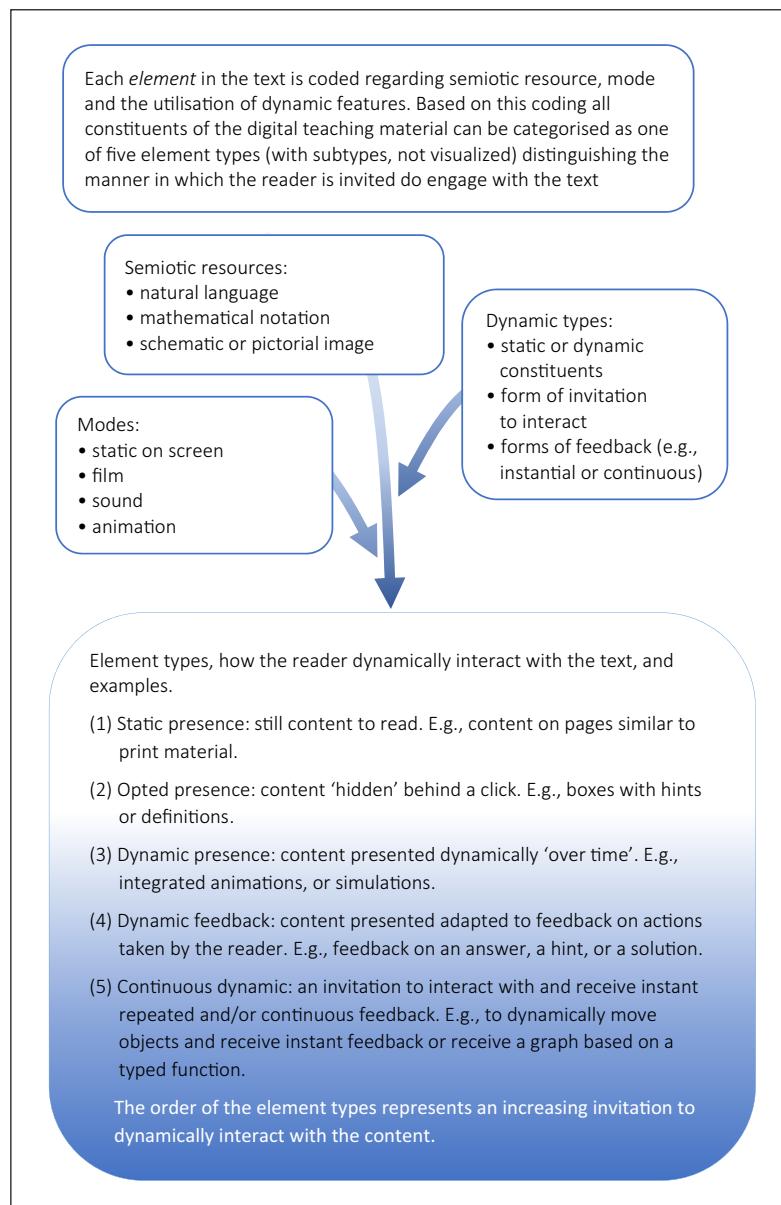 Each element in the text is coded regarding semiotic resource, mode
and the utilisation of dynamic features. Based on this coding all
constituents of the digital teaching material can be categorised as one
of five element types (with subtypes, not visualized) distinguishing the
manner in which the reader is invited do engage with the text
Semiotic resources:
• natural language
• mathematical notation
• schematic or pictorial image
Dynamic types:
• static or dynamic
constituents
• form of invitation
to interact
• forms of feedback (e.g.,
instantial or continuous)
Modes:
• static on screen
• film
• sound
• animation
Element types, how the reader dynamically interact with the text, and
examples.
(1) Static presence: still content to read. E.g., content on pages similar to
print material.
(2) Opted presence: content ‘hidden’ behind a click. E.g., boxes with hints
or definitions.
(3) Dynamic presence: content presented dynamically ‘over time’. E.g.,
integrated animations, or simulations.
(4) Dynamic feedback: content presented adapted to feedback on actions
taken by the reader. E.g., feedback on an answer, a hint, or a solution.
(5) Continuous dynamic: an invitation to interact with and receive instant
repeated and/or continuous feedback. E.g., to dynamically move
objects and receive instant feedback or receive a graph based on a
typed function.
The order of the element types represents an increasing invitation to
dynamically interact with the content.